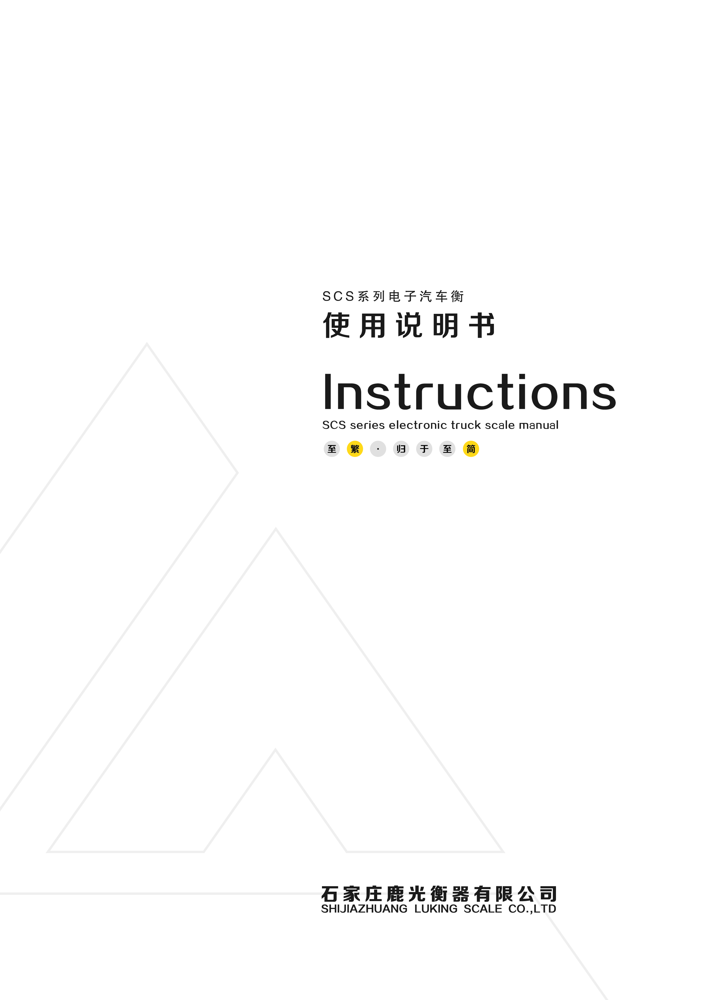 SCS系列电子汽车衡
使用说明书
Instructions
SCS series electronic truck scale manual
至繁·归于至简
石家庄鹿光衡器有限公司
SHIJIAZHUANG LUKING SCALE CO.,LTD